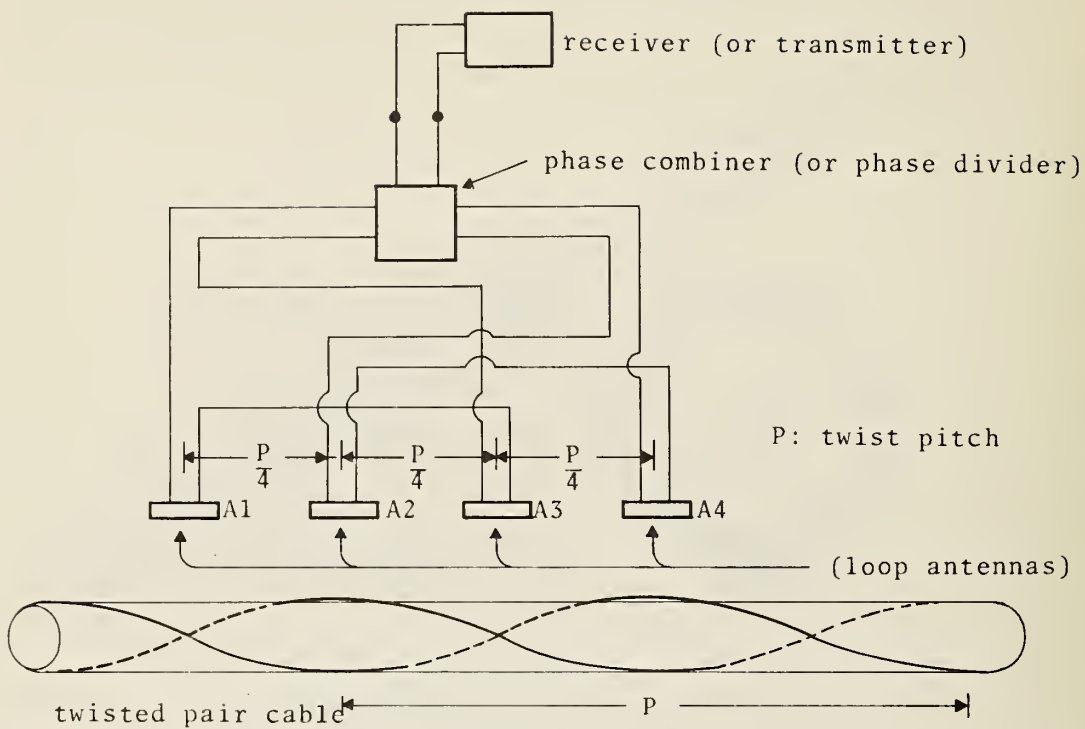 receiver (or transmitter)
phase combiner (or phase divider)
P: twist pitch
P/4
P/4
P/4
A1
A2
A3
A4
(loop antennas)
P
twisted pair cable